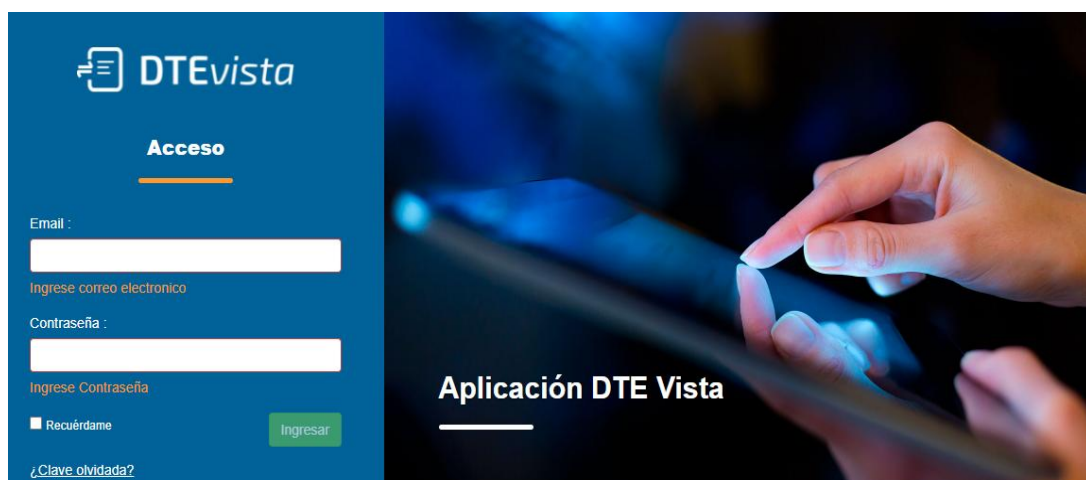 DTEvista
Acceso
Email :
Ingrese correo electronico
Contraseña :
Ingrese Contraseña
Recuérdame
Ingresar
¿Clave olvidada?
Aplicación DTE Vista